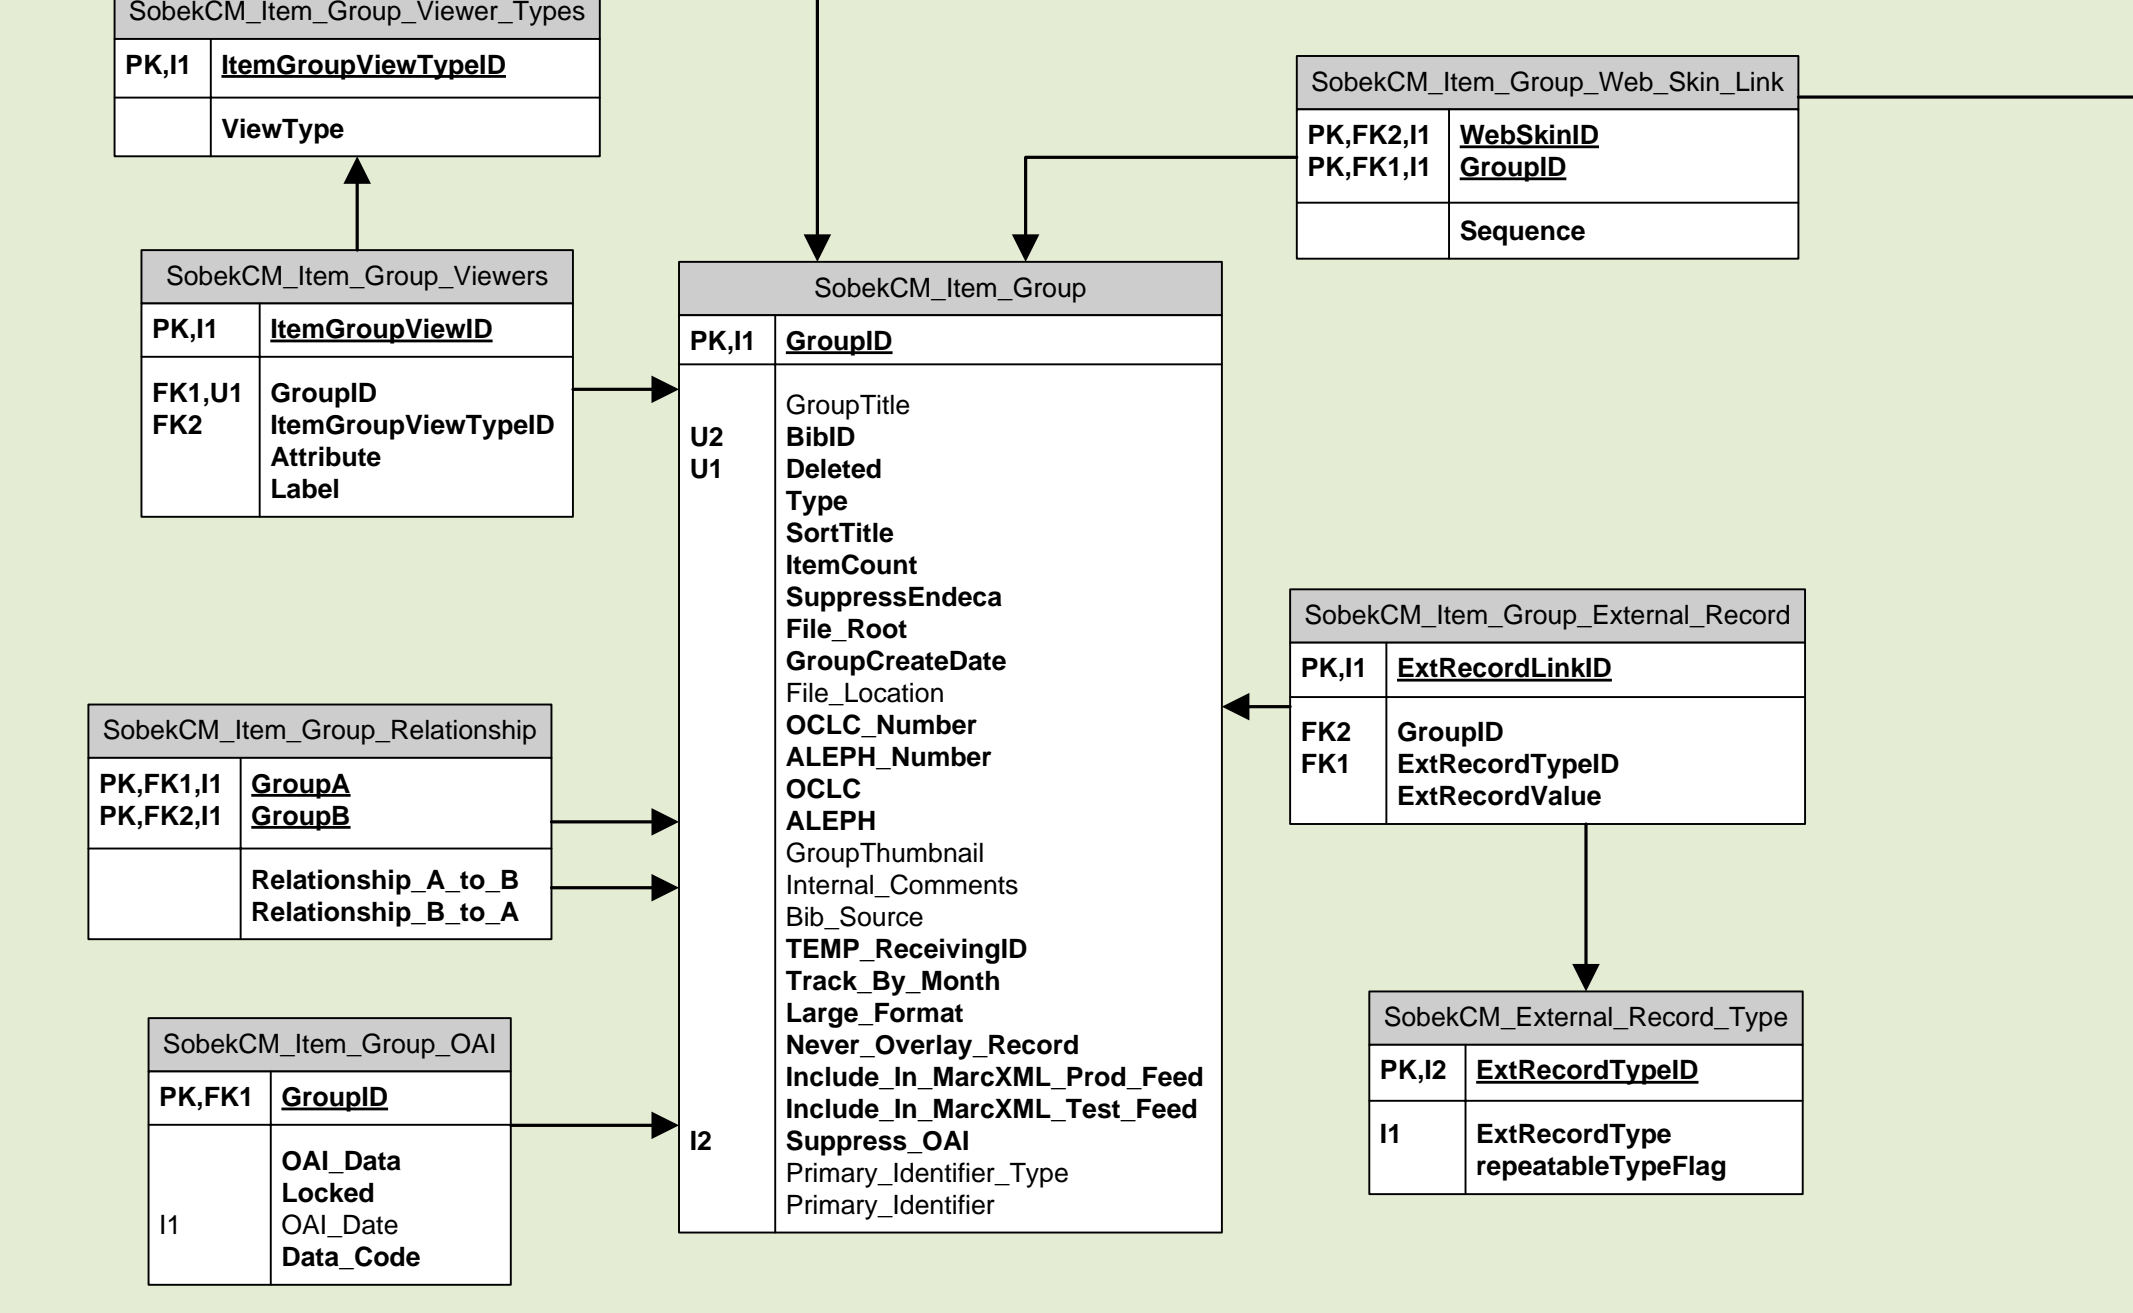 SobekCM_Item_Group_Viewer_Types
PK,I1 ItemGroupViewTypeID
ViewType
SobekCM_Item_Group_Web_Skin_Link
PK,FK2,I1 WebSkinID
PK,FK1,I1 GroupID
Sequence
SobekCM_Item_Group_Viewers
PK,I1 ItemGroupViewID
FK1,U1 GroupID
FK2 ItemGroupViewTypeID
Attribute
Label
SobekCM_Item_Group
PK,I1 GroupID
GroupTitle
U2 BibID
U1 Deleted
Type
SortTitle
ItemCount
SuppressEndeca
File_Root
GroupCreateDate
File_Location
OCLC_Number
ALEPH_Number
OCLC
ALEPH
GroupThumbnail
Internal_Comments
Bib_Source
TEMP_ReceivingID
Track_By_Month
Large_Format
Never_Overlay_Record
Include_In_MarcXML_Prod_Feed
Include_In_MarcXML_Test_Feed
I2 Suppress_OAI
Primary_Identifier_Type
Primary_Identifier
SobekCM_Item_Group_External_Record
PK,I1 ExtRecordLinkID
FK2 GroupID
FK1 ExtRecordTypeID
ExtRecordValue
SobekCM_Item_Group_Relationship
PK,FK1,I1 GroupA
PK,FK2,I1 GroupB
Relationship_A_to_B
Relationship_B_to_A
SobekCM_External_Record_Type
PK,I2 ExtRecordTypeID
I1 ExtRecordType
repeatableTypeFlag
SobekCM_Item_Group_OAI
PK,FK1 GroupID
OAI_Data
Locked
I1 OAI_Date
Data_Code